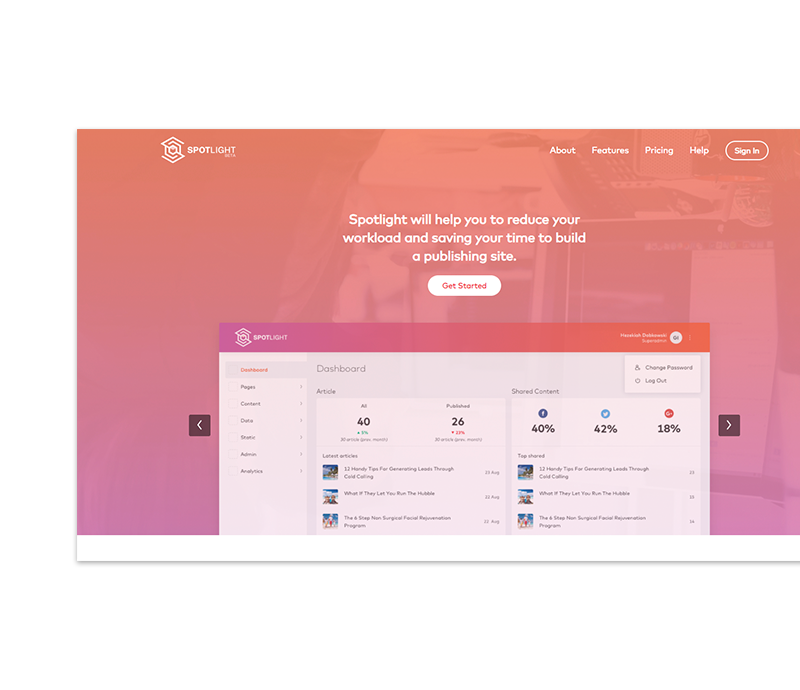 SPOTLIGHT
BETA
About Features Pricing Help Sign In
Spotlight will help you to reduce your
workload and saving your time to build
a publishing site.
Get Started
SPOTLIGHT
Superadmin
Dashboard
Pages
Content
Data
Static
Admin
Analytics
Dashboard
Change Password
Log Out
Article
All
40
5%
30 article (prev. month)
Published
26
23%
30 article (prev. month)
Latest articles
12 Handy Tips For Generating Leads Through
Cold Calling
23 Aug
What If They Let You Run The Hubble
22 Aug
The 6 Step Non Surgical Facial Rejuvenation
Program
22 Aug
Shared Content
40%
42%
18%
Top shared
12 Handy Tips For Generating Leads Through
Cold Calling
What If They Let You Run The Hubble
The 6 Step Non Surgical Facial Rejuvenation
Program